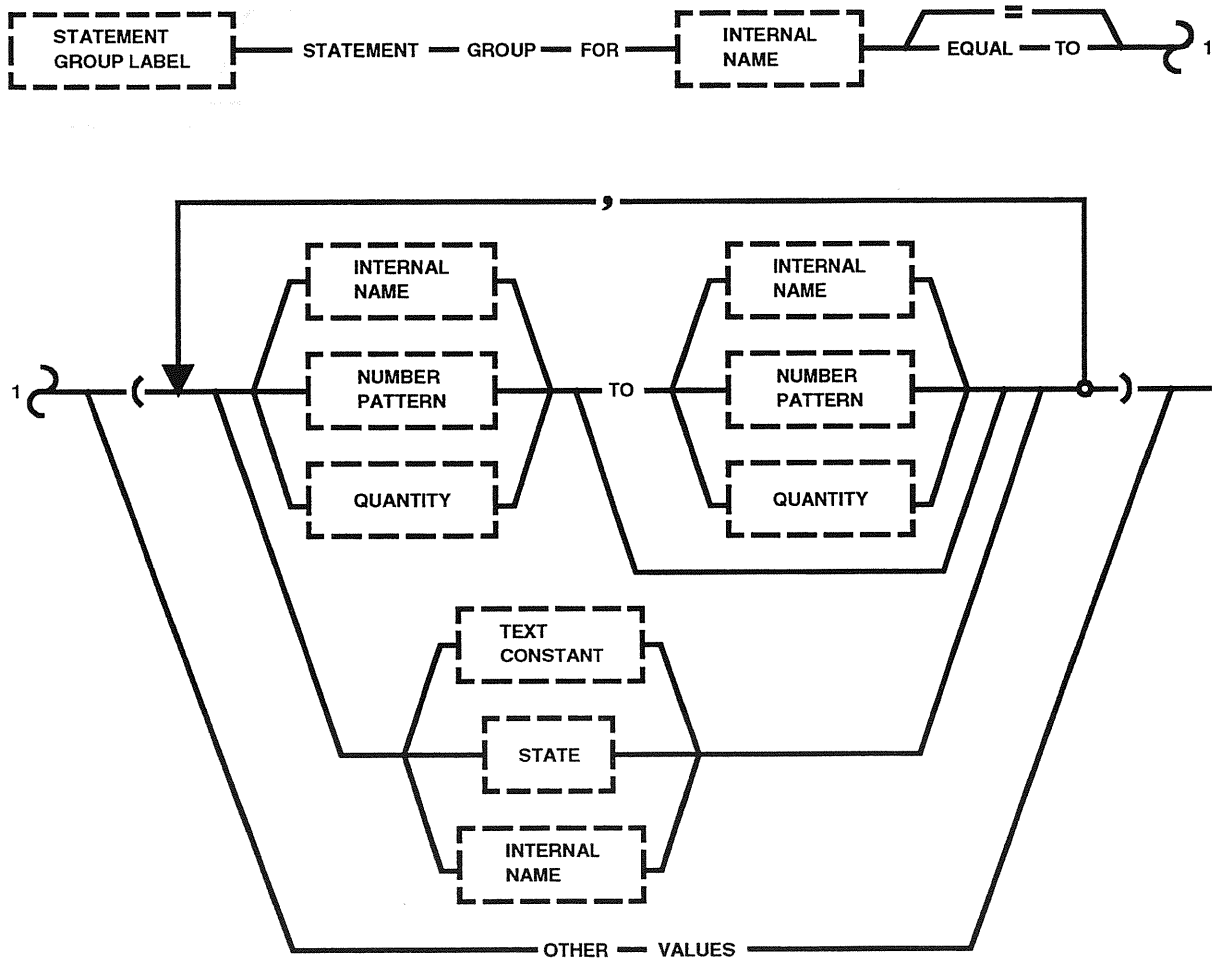 STATEMENT
GROUP LABEL
STATEMENT GROUP FOR
INTERNAL
NAME
=
EQUAL TO
1
,
INTERNAL
NAME
INTERNAL
NAME
1
(
NUMBER
PATTERN
TO
NUMBER
PATTERN
)
QUANTITY
QUANTITY
TEXT
CONSTANT
STATE
INTERNAL
NAME
OTHER VALUES